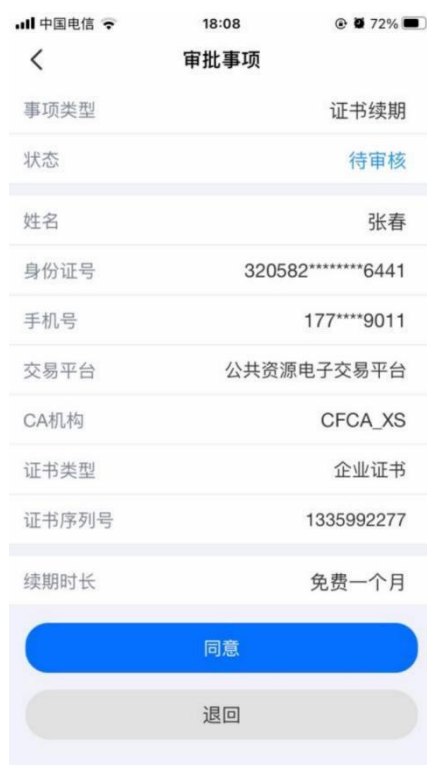 中国电信 18:08 72%
审批事项
事项类型 证书续期
状态 待审核
姓名 张春
身份证号 320582********6441
手机号 177****9011
交易平台 公共资源电子交易平台
CA机构 CFCA_XS
证书类型 企业证书
证书序列号 1335992277
续期时长 免费一个月
同意
退回